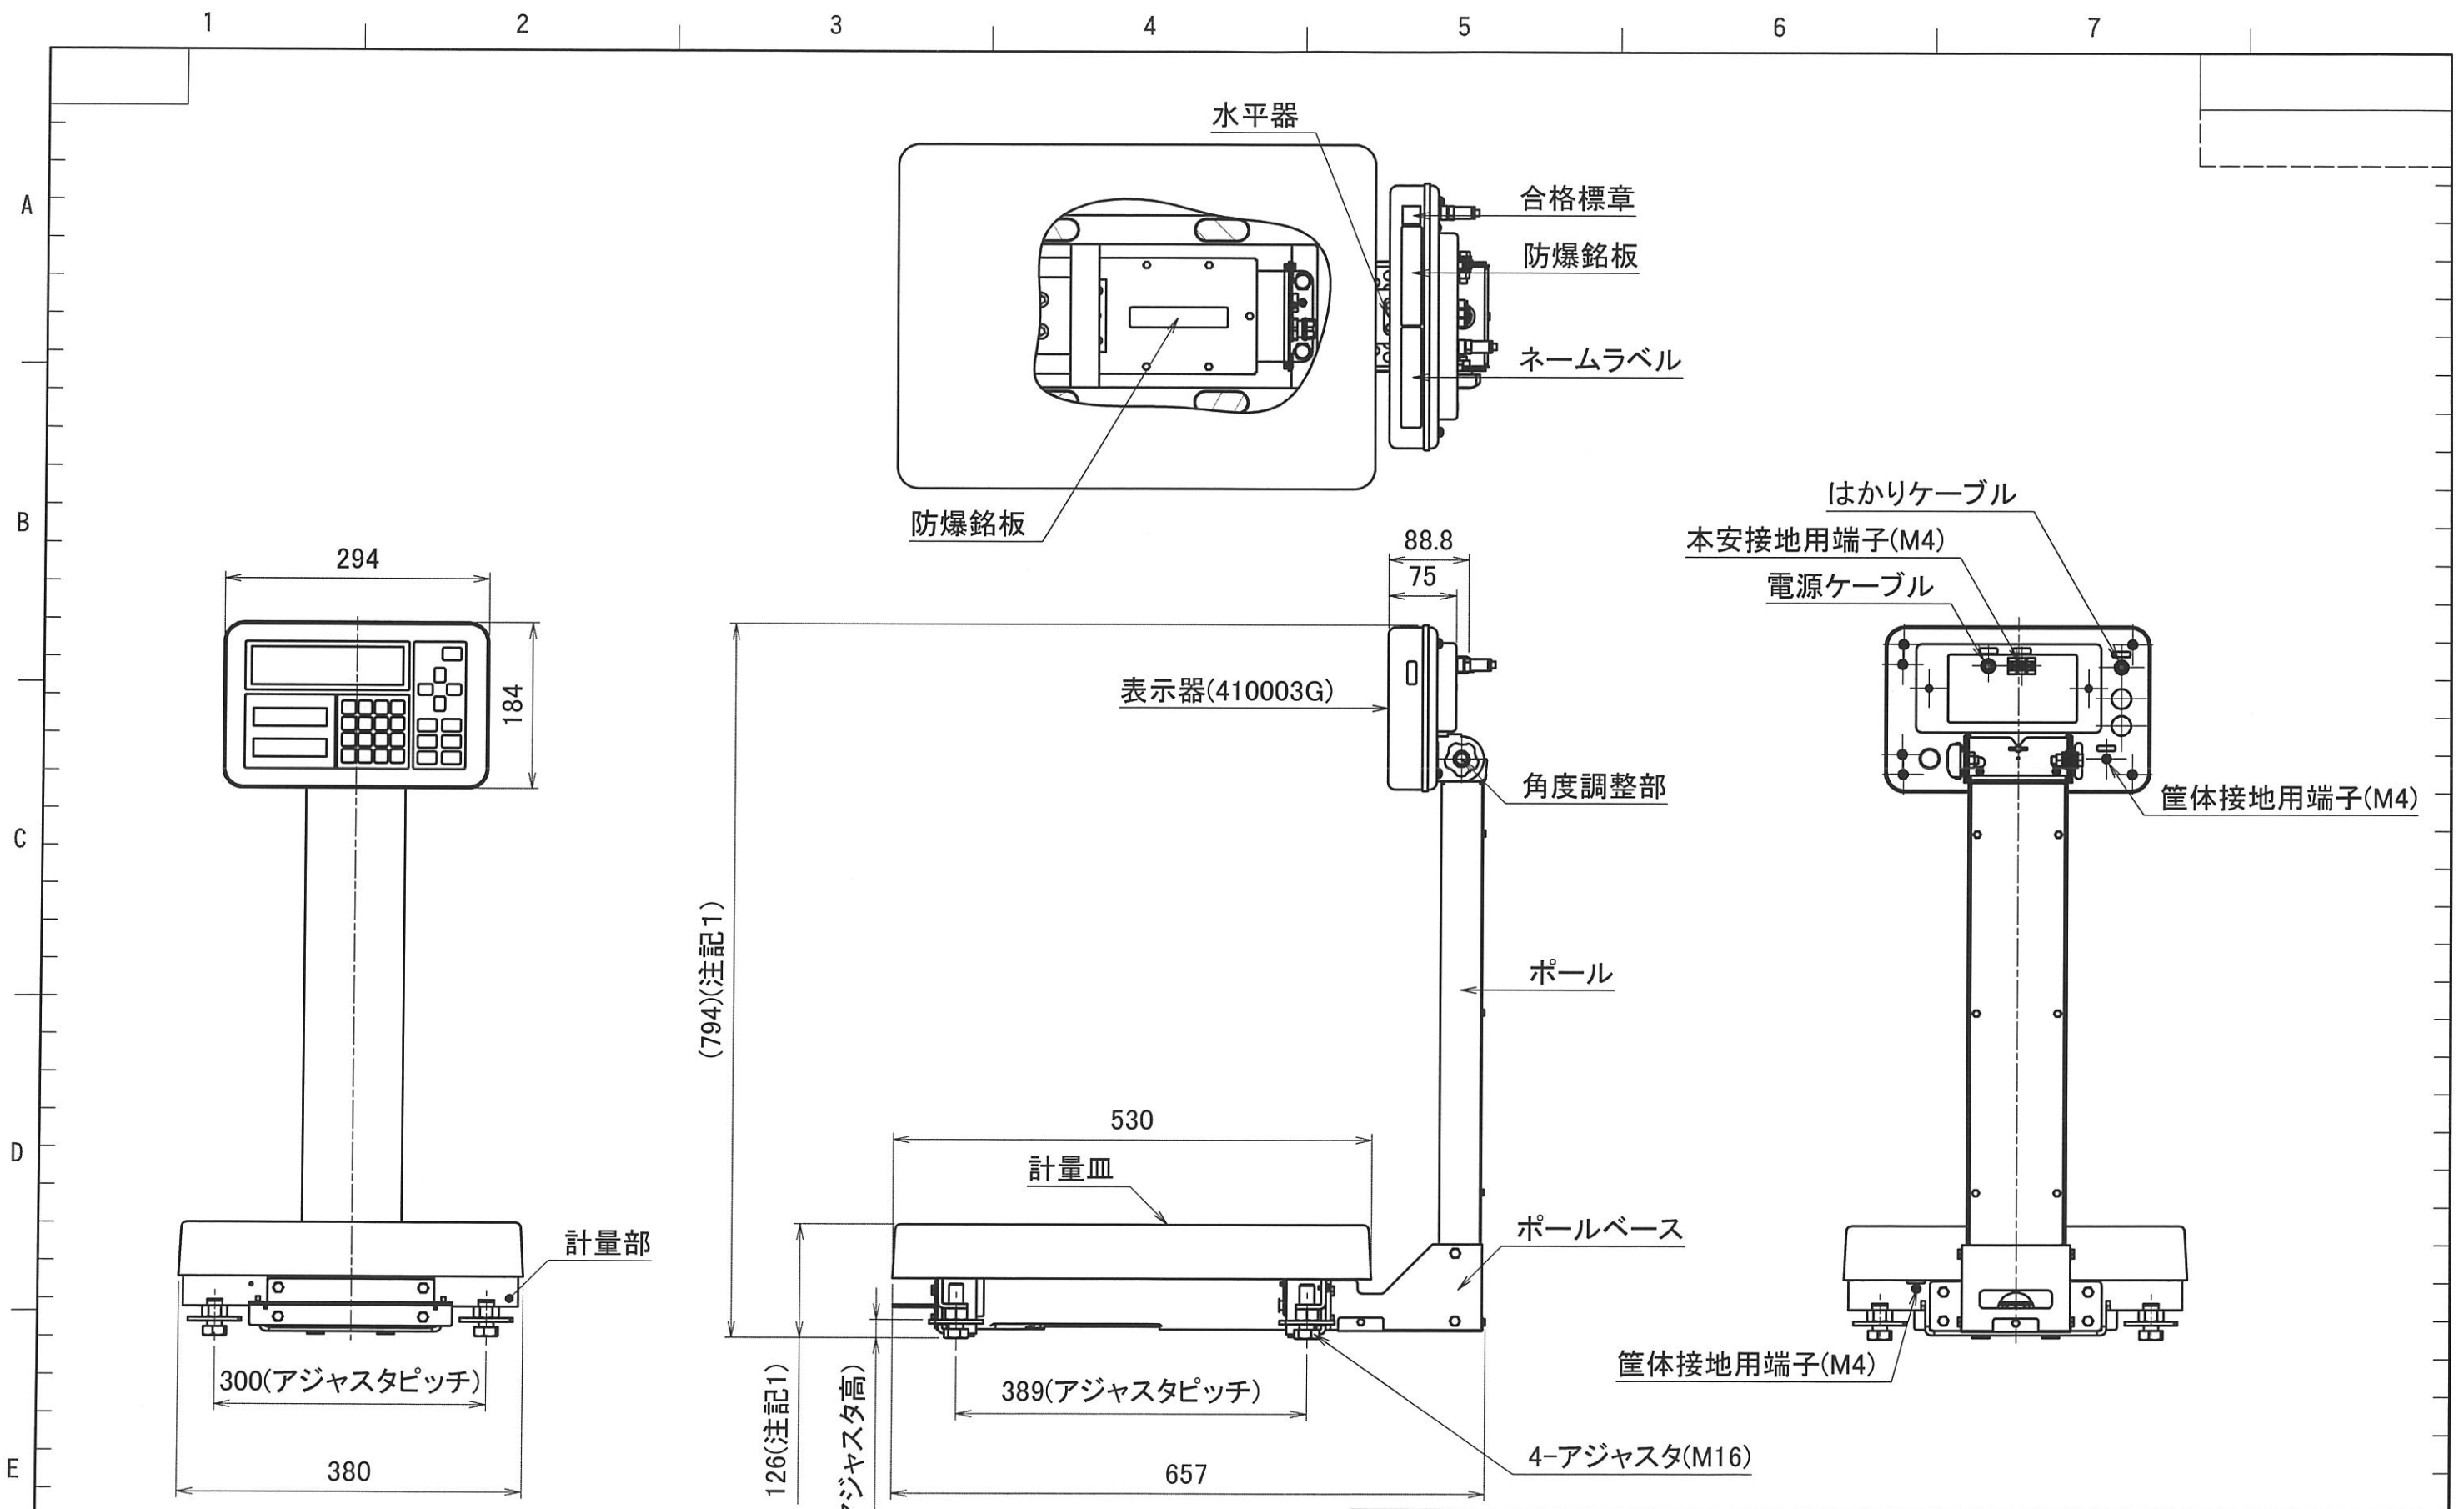 1 2 3 4 5 6 7
水平器
A
合格標章
防爆銘板
ネームラベル
はかりケーブル
B
防爆銘板
本安接地用端子(M4)
88.8
294
75
電源ケーブル
184
表示器(410003G)
角度調整部
筐体接地用端子(M4)
C
(794)(注記1)
ポール
D
530
計量皿
計量部
ポールベース
300(アジャスタピッチ)
389(アジャスタピッチ)
筐体接地用端子(M4)
126(注記1)
アジャスタ高)
E
380
657
4-アジャスタ(M16)